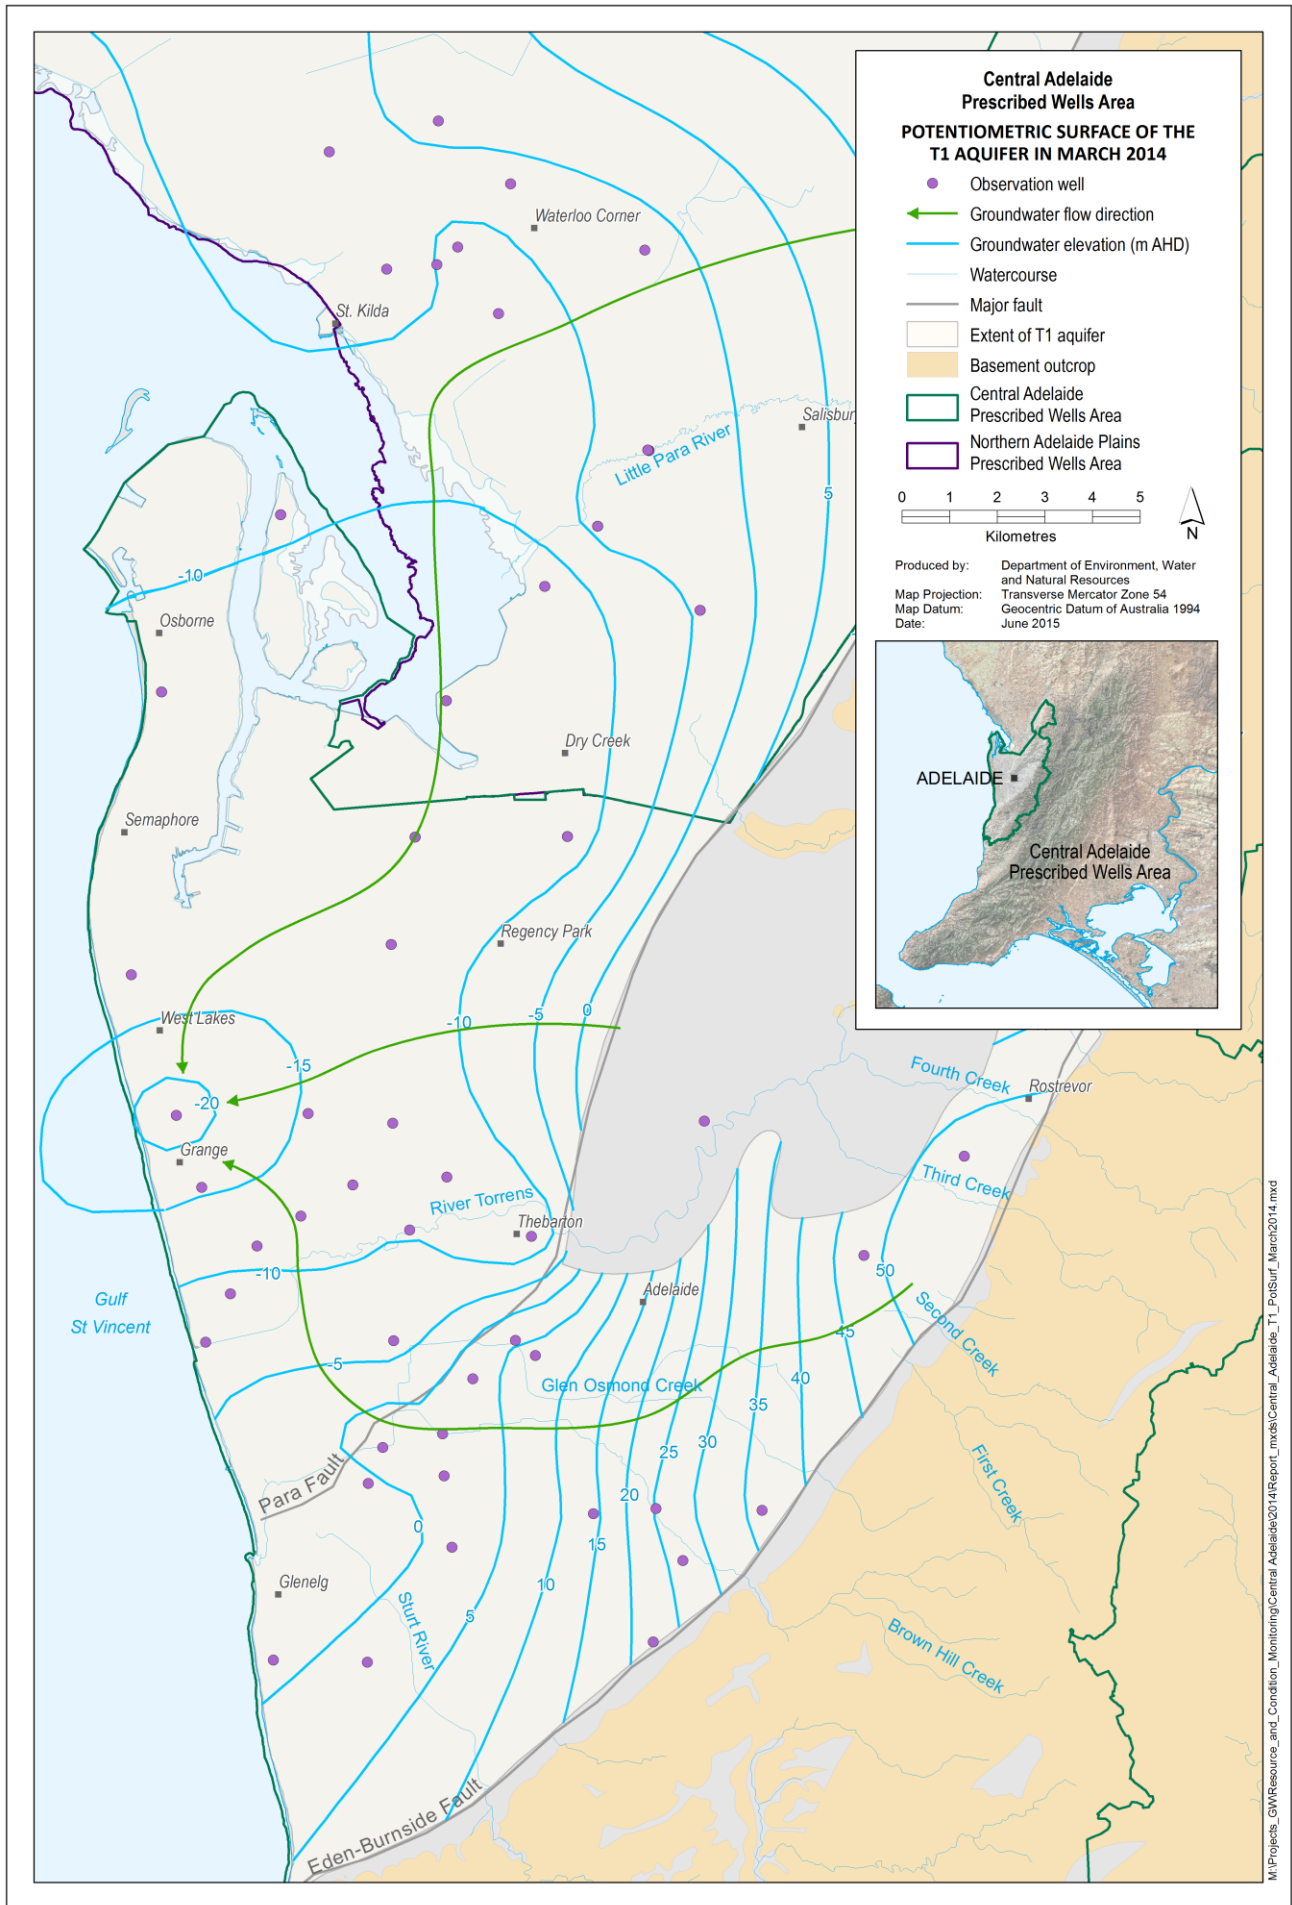 Central Adelaide
Prescribed Wells Area
POTENTIOMETRIC SURFACE OF THE
T1 AQUIFER IN MARCH 2014
Observation well
Groundwater flow direction
Groundwater elevation (m AHD)
Watercourse
Major fault
Extent of T1 aquifer
Basement outcrop
Central Adelaide
Prescribed Wells Area
Northern Adelaide Plains
Prescribed Wells Area
0 1 2 3 4 5
Kilometres
N
Produced by: Department of Environment, Water
and Natural Resources
Map Projection: Transverse Mercator Zone 54
Map Datum: Geocentric Datum of Australia 1994
Date: June 2015
ADELAIDE
Central Adelaide
Prescribed Wells Area
Waterloo Corner
St. Kilda
Salisbur
Little Para River
5
-10
Osborne
Dry Creek
Semaphore
Regency Park
West Lakes
-10
-5
0
-15
-20
Fourth Creek
Rostrevor
Grange
Third Creek
River Torrens
Thebarton
-10
50
Adelaide
Gulf
St Vincent
Second Creek
45
-5
Glen Osmond Creek
40
35
30
25
First Creek
Para Fault
20
0
15
Glenelg
10
5
Sturt River
Brown Hill Creek
Eden-Burnside Fault
M:\Projects_GW\Resource_and_Condition_Monitoring\Central Adelaide\2014\Report_mxds\Central_Adelaide_T1_PotSurf_March2014.mxd